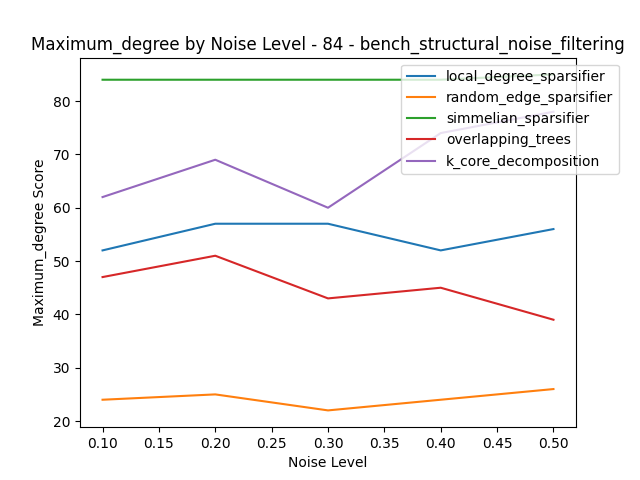 Maximum_degree by Noise Level - 84 - bench_structural_noise_filtering
local_degree_sparsifier
random_edge_sparsifier
simmelian_sparsifier
overlapping_trees
k_core_decomposition
Maximum_degree Score
80
70
60
50
40
30
20
0.10 0.15 0.20 0.25 0.30 0.35 0.40 0.45 0.50
Noise Level